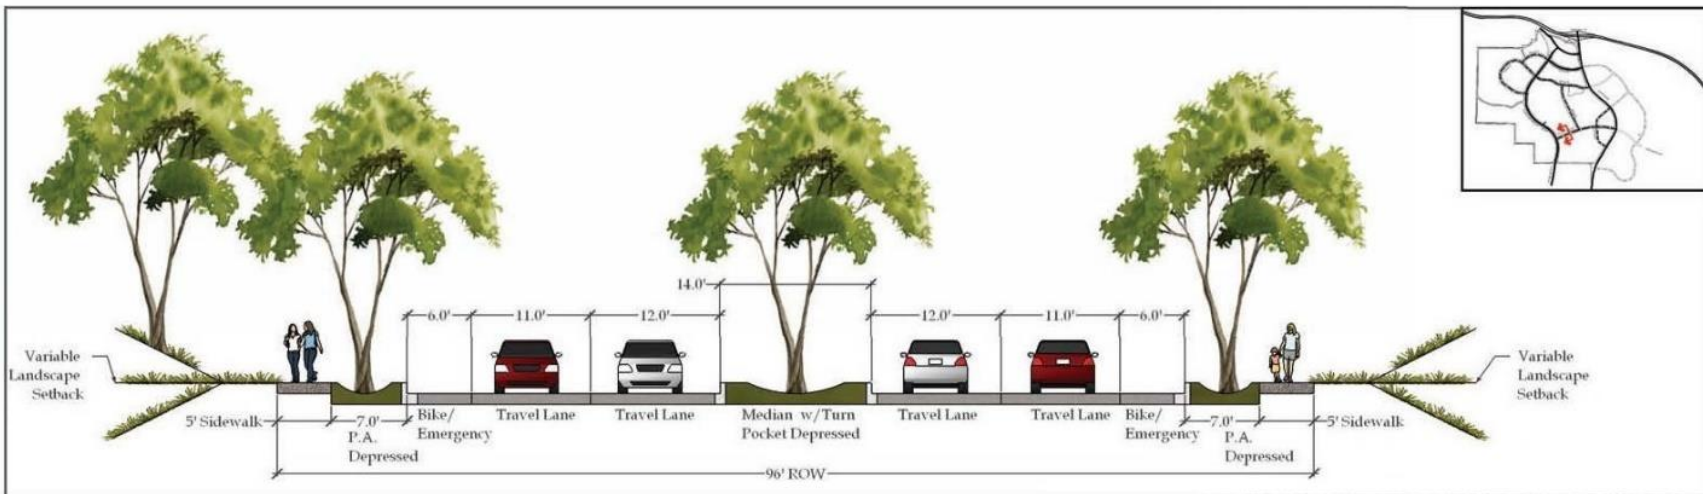 14.0'
6.0'
11.0'
12.0'
12.0'
11.0'
6.0'
Variable
Landscape
Setback
Variable
Landscape
Setback
5' Sidewalk
7.0'
P.A.
Depressed
Bike/
Emergency
Travel Lane
Travel Lane
Median w/Turn
Pocket Depressed
Travel Lane
Travel Lane
Bike/
Emergency
7.0'
P.A.
Depressed
5' Sidewalk
96' ROW